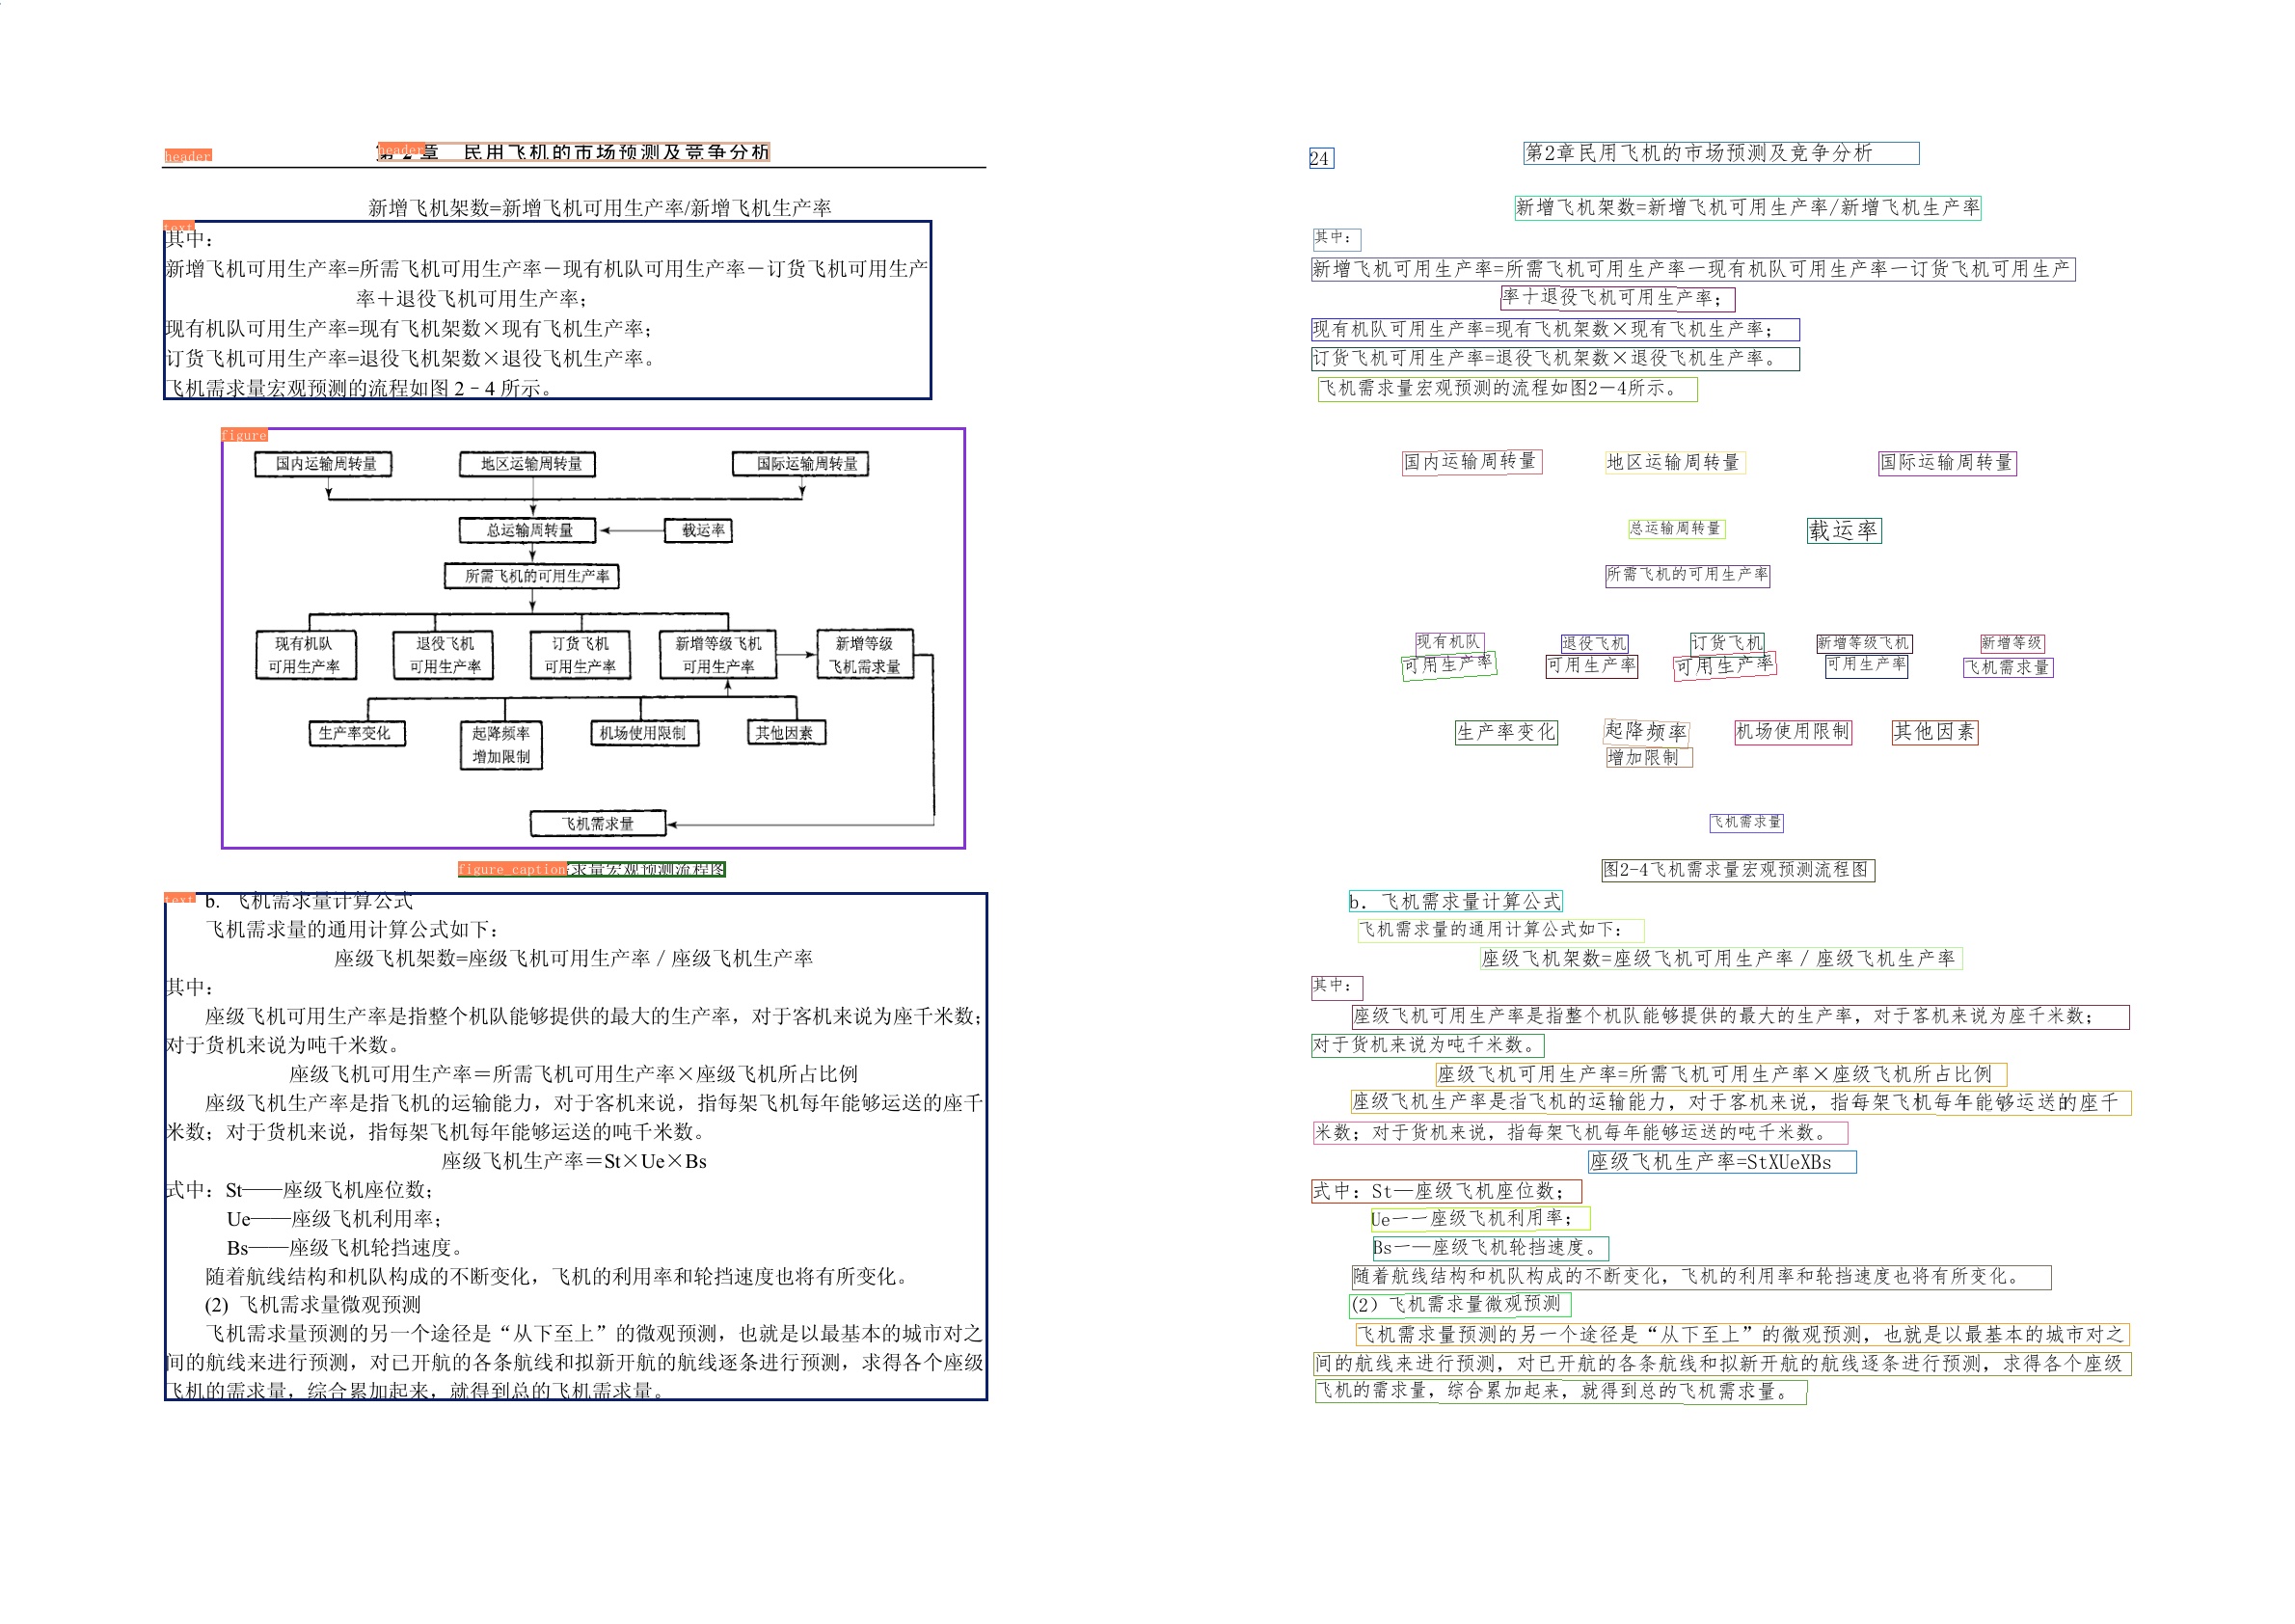 header
header
第 2 章 民用飞机的市场预测及竞争分析
新增飞机架数=新增飞机可用生产率/新增飞机生产率
text
其中：
新增飞机可用生产率=所需飞机可用生产率－现有机队可用生产率－订货飞机可用生产
率＋退役飞机可用生产率；
现有机队可用生产率=现有飞机架数×现有飞机生产率；
订货飞机可用生产率=退役飞机架数×退役飞机生产率。
飞机需求量宏观预测的流程如图 2－4 所示。
figure
国内运输周转量 地区运输周转量 国际运输周转量
总运输周转量 载运率
所需飞机的可用生产率
现有机队 退役飞机 订货飞机 新增等级飞机 新增等级
可用生产率 可用生产率 可用生产率 可用生产率 飞机需求量
生产率变化 起降频率 机场使用限制 其他因素
增加限制
飞机需求量
figure_caption 求量宏观预测流程图
text
b. 飞机需求量计算公式
飞机需求量的通用计算公式如下：
座级飞机架数=座级飞机可用生产率 / 座级飞机生产率
其中：
座级飞机可用生产率是指整个机队能够提供的最大的生产率，对于客机来说为座千米数；
对于货机来说为吨千米数。
座级飞机可用生产率＝所需飞机可用生产率×座级飞机所占比例
座级飞机生产率是指飞机的运输能力，对于客机来说，指每架飞机每年能够运送的座千
米数；对于货机来说，指每架飞机每年能够运送的吨千米数。
座级飞机生产率＝St×Ue×Bs
式中：St——座级飞机座位数；
Ue——座级飞机利用率；
Bs——座级飞机轮挡速度。
随着航线结构和机队构成的不断变化，飞机的利用率和轮挡速度也将有所变化。
(2) 飞机需求量微观预测
飞机需求量预测的另一个途径是“从下至上”的微观预测，也就是以最基本的城市对之
间的航线来进行预测，对已开航的各条航线和拟新开航的航线逐条进行预测，求得各个座级
飞机的需求量，综合累加起来，就得到总的飞机需求量。
24
第2章民用飞机的市场预测及竞争分析
新增飞机架数=新增飞机可用生产率/新增飞机生产率
其中：
新增飞机可用生产率=所需飞机可用生产率一现有机队可用生产率一订货飞机可用生产
率十退役飞机可用生产率；
现有机队可用生产率=现有飞机架数×现有飞机生产率；
订货飞机可用生产率=退役飞机架数×退役飞机生产率。
飞机需求量宏观预测的流程如图2—4所示。
国内运输周转量 地区运输周转量 国际运输周转量
总运输周转量 载运率
所需飞机的可用生产率
现有机队 退役飞机 订货飞机 新增等级飞机 新增等级
可用生产率 可用生产率 可用生产率 可用生产率 飞机需求量
生产率变化 起降频率 机场使用限制 其他因素
增加限制
飞机需求量
图2-4飞机需求量宏观预测流程图
b. 飞机需求量计算公式
飞机需求量的通用计算公式如下：
座级飞机架数=座级飞机可用生产率 / 座级飞机生产率
其中：
座级飞机可用生产率是指整个机队能够提供的最大的生产率，对于客机来说为座千米数；
对于货机来说为吨千米数。
座级飞机可用生产率=所需飞机可用生产率×座级飞机所占比例
座级飞机生产率是指飞机的运输能力，对于客机来说，指每架飞机每年能够运送的座千
米数；对于货机来说，指每架飞机每年能够运送的吨千米数。
座级飞机生产率=StXUeXBs
式中：St—座级飞机座位数；
Ue一一座级飞机利用率；
Bs一—座级飞机轮挡速度。
随着航线结构和机队构成的不断变化，飞机的利用率和轮挡速度也将有所变化。
(2）飞机需求量微观预测
飞机需求量预测的另一个途径是“从下至上”的微观预测，也就是以最基本的城市对之
间的航线来进行预测，对已开航的各条航线和拟新开航的航线逐条进行预测，求得各个座级
飞机的需求量，综合累加起来，就得到总的飞机需求量。